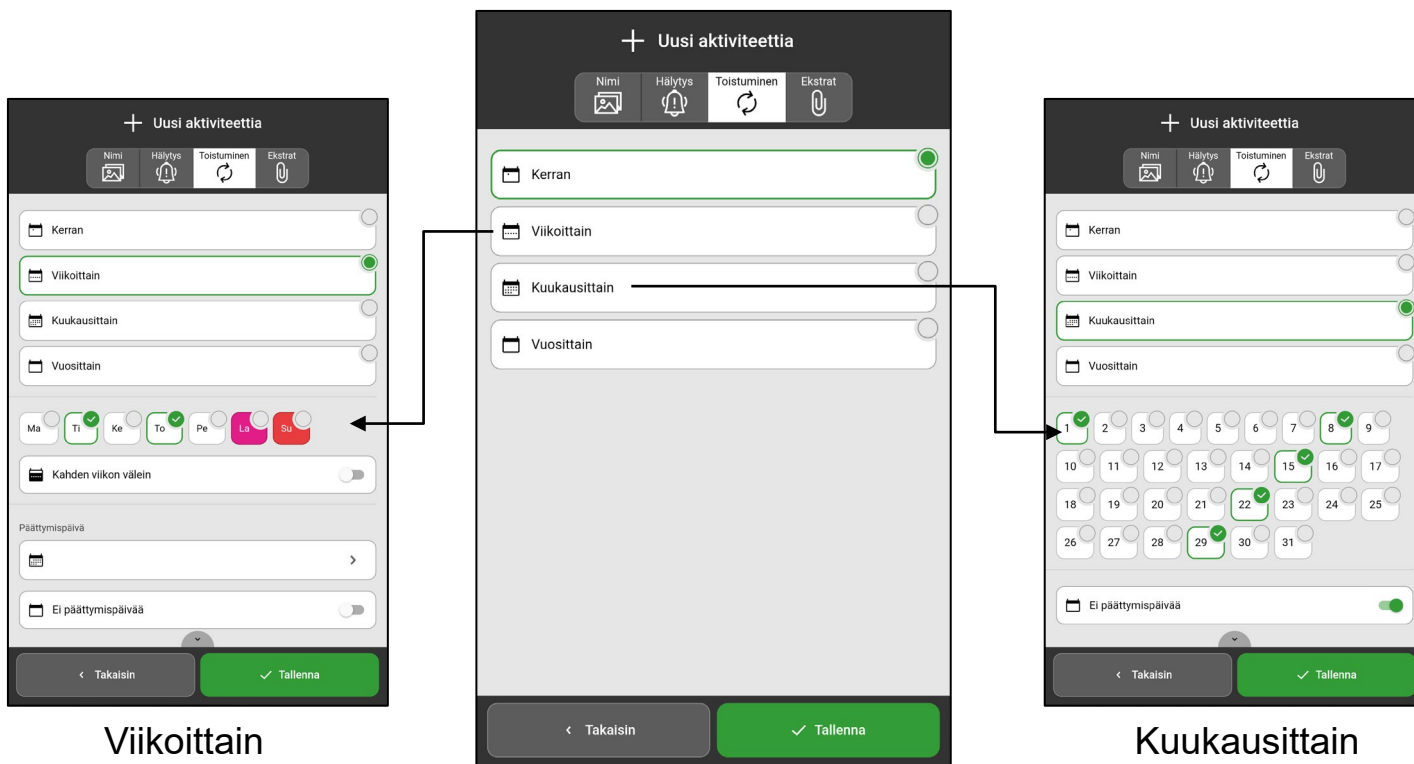 Uusi aktiviteettia
Nimi Hälytys Toistuminen Ekstrat
Kerran
Viikoittain
Kuukausittain
Vuosittain
Ma Ti Ke To Pe La Su
Kahden viikon välein
Päättymispäivä
Ei päättymispäivää
Takaisin Tallenna
Viikoittain
Uusi aktiviteettia
Nimi Hälytys Toistuminen Ekstrat
Kerran
Viikoittain
Kuukausittain
Vuosittain
Takaisin Tallenna
Uusi aktiviteettia
Nimi Hälytys Toistuminen Ekstrat
Kerran
Viikoittain
Kuukausittain
Vuosittain
1 2 3 4 5 6 7 8 9
10 11 12 13 14 15 16 17
18 19 20 21 22 23 24 25
26 27 28 29 30 31
Ei päättymispäivää
Takaisin Tallenna
Kuukausittain